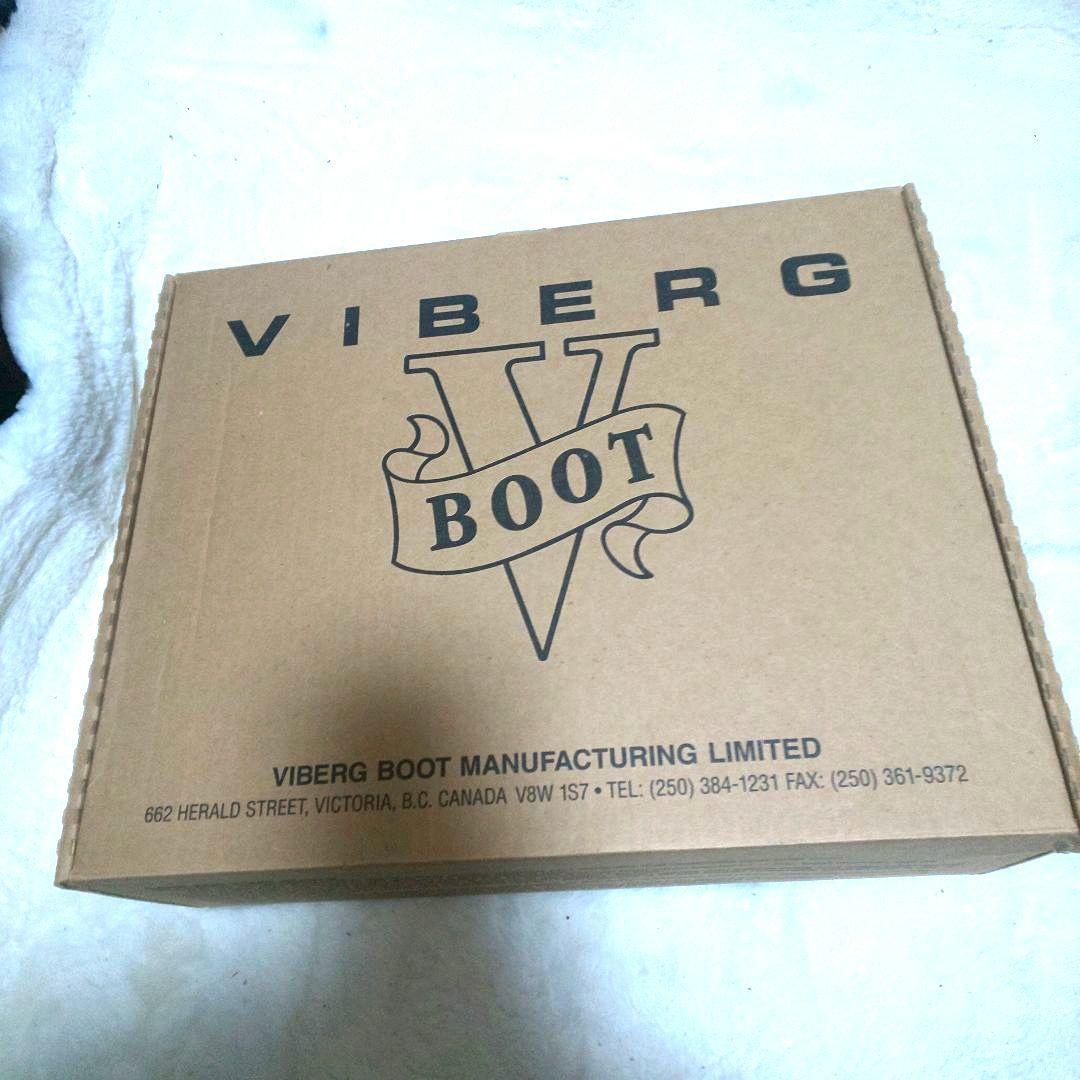 VIBERG
V
BOOT
VIBERG BOOT MANUFACTURING LIMITED
662 HERALD STREET, VICTORIA, B.C. CANADA V8W 1S7 • TEL: (250) 384-1231 FAX: (250) 361-9372